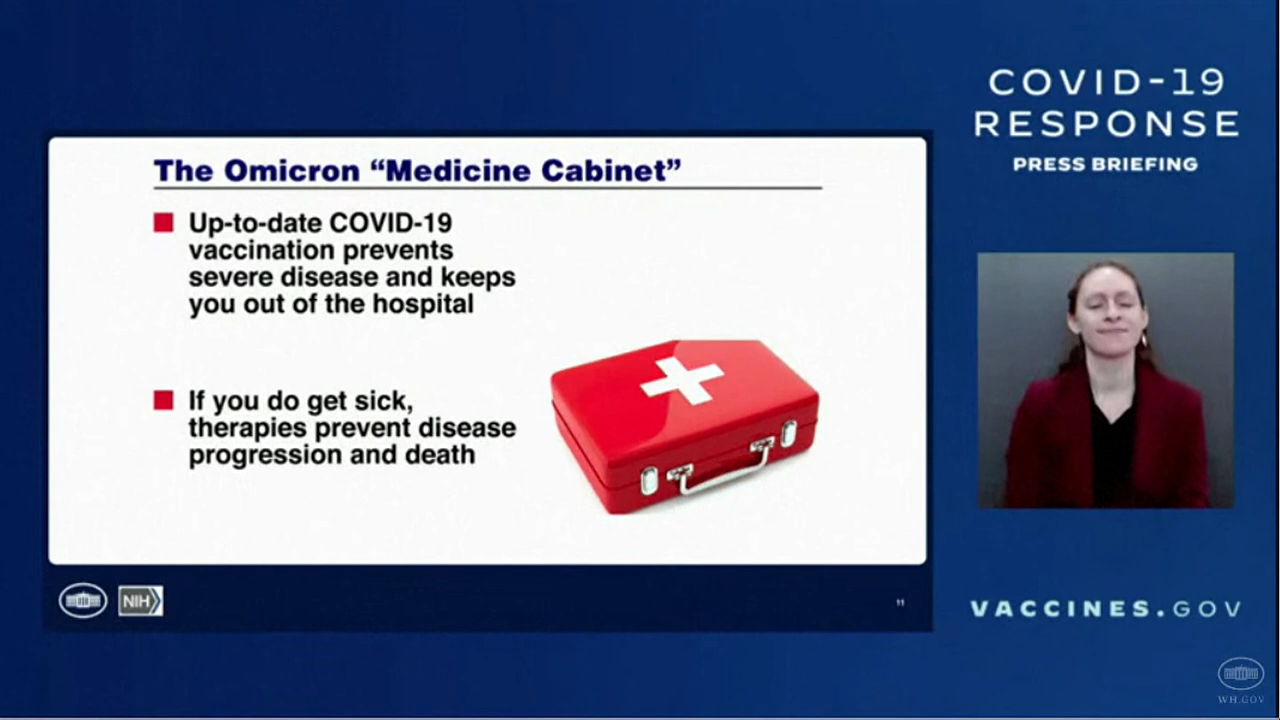 The Omicron “Medicine Cabinet”
Up-to-date COVID-19
vaccination prevents
severe disease and keeps
you out of the hospital
If you do get sick,
therapies prevent disease
progression and death
NIH
11
COVID-19
RESPONSE
PRESS BRIEFING
VACCINES.GOV
WH.GOV